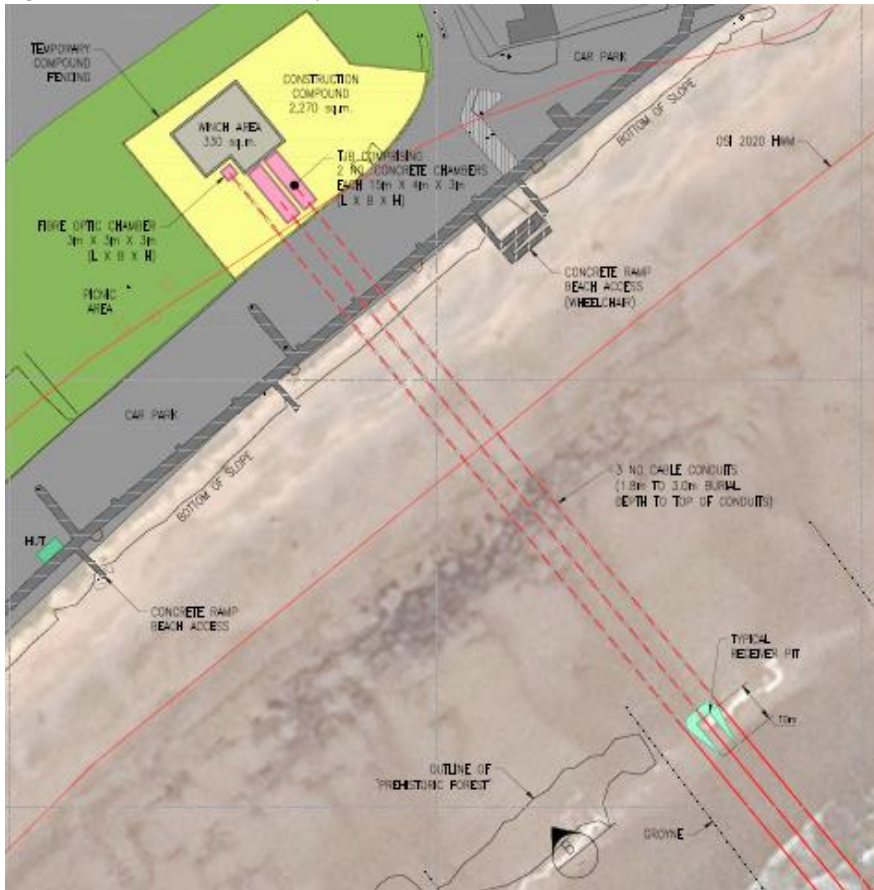 TEMPORARY
COMPOUND
FENCING
CONSTRUCTION
COMPOUND
2,270 sq.m.
CAR PARK
BOTTOM OF SLOPE
WINCH AREA
330 sq.m.
OSI 2020 HWM
TJB COMPRISING
2 NO. CONCRETE CHAMBERS
EACH 15m X 4m X 3m
(L X B X H)
FIBRE OPTIC CHAMBER
3m X 3m X 3m
(L X B X H)
CONCRETE RAMP
BEACH ACCESS
(WHEELCHAIR)
PICNIC
AREA
CAR PARK
BOTTOM OF SLOPE
3 NO. CABLE CONDUITS
(1.8m TO 3.0m BURIAL
DEPTH TO TOP OF CONDUITS)
HUT
CONCRETE RAMP
BEACH ACCESS
TYPICAL
RECEIVER PIT
10m
OUTLINE OF
"PREHISTORIC FOREST"
GROYNE
B